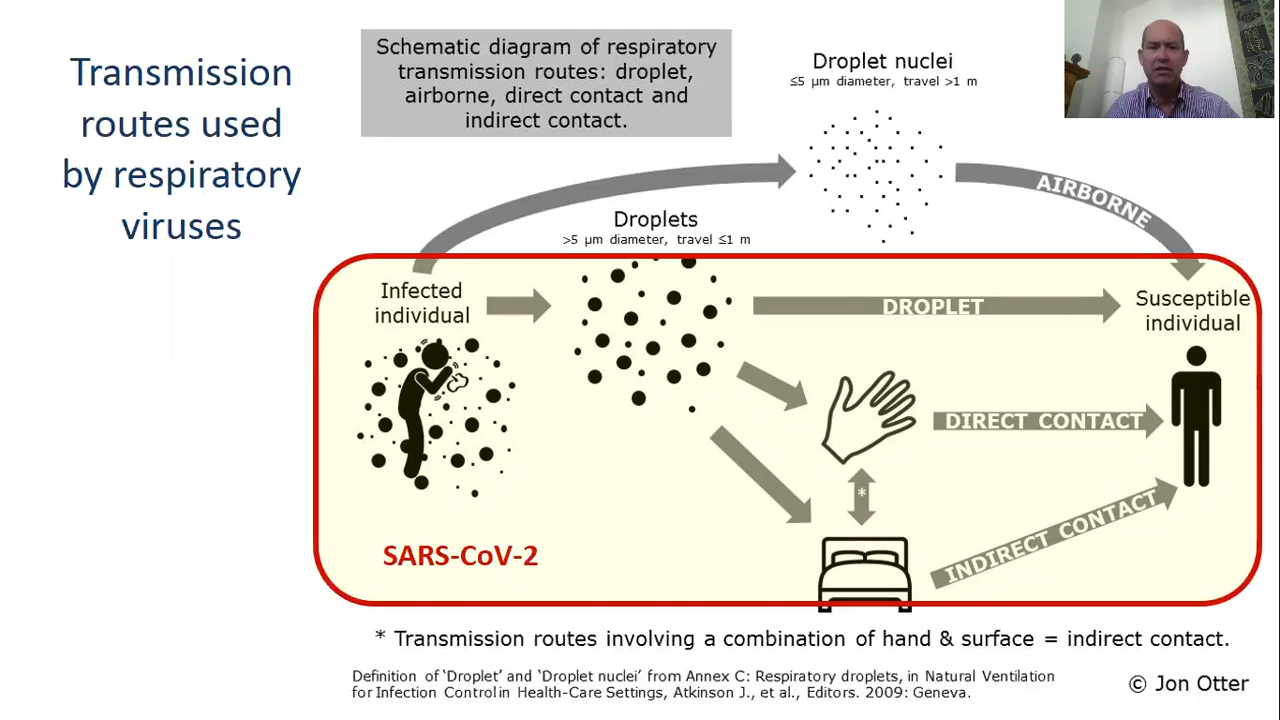 Transmission
routes used
by respiratory
viruses
Schematic diagram of respiratory
transmission routes: droplet,
airborne, direct contact and
indirect contact.
Droplet nuclei
≤5 µm diameter, travel >1 m
AIRBORNE
Droplets
>5 µm diameter, travel ≤1 m
Infected
individual
DROPLET
Susceptible
individual
DIRECT CONTACT
*
INDIRECT CONTACT
SARS-CoV-2
* Transmission routes involving a combination of hand & surface = indirect contact.
Definition of 'Droplet' and 'Droplet nuclei' from Annex C: Respiratory droplets, in Natural Ventilation
for Infection Control in Health-Care Settings, Atkinson J., et al., Editors. 2009: Geneva.
© Jon Otter